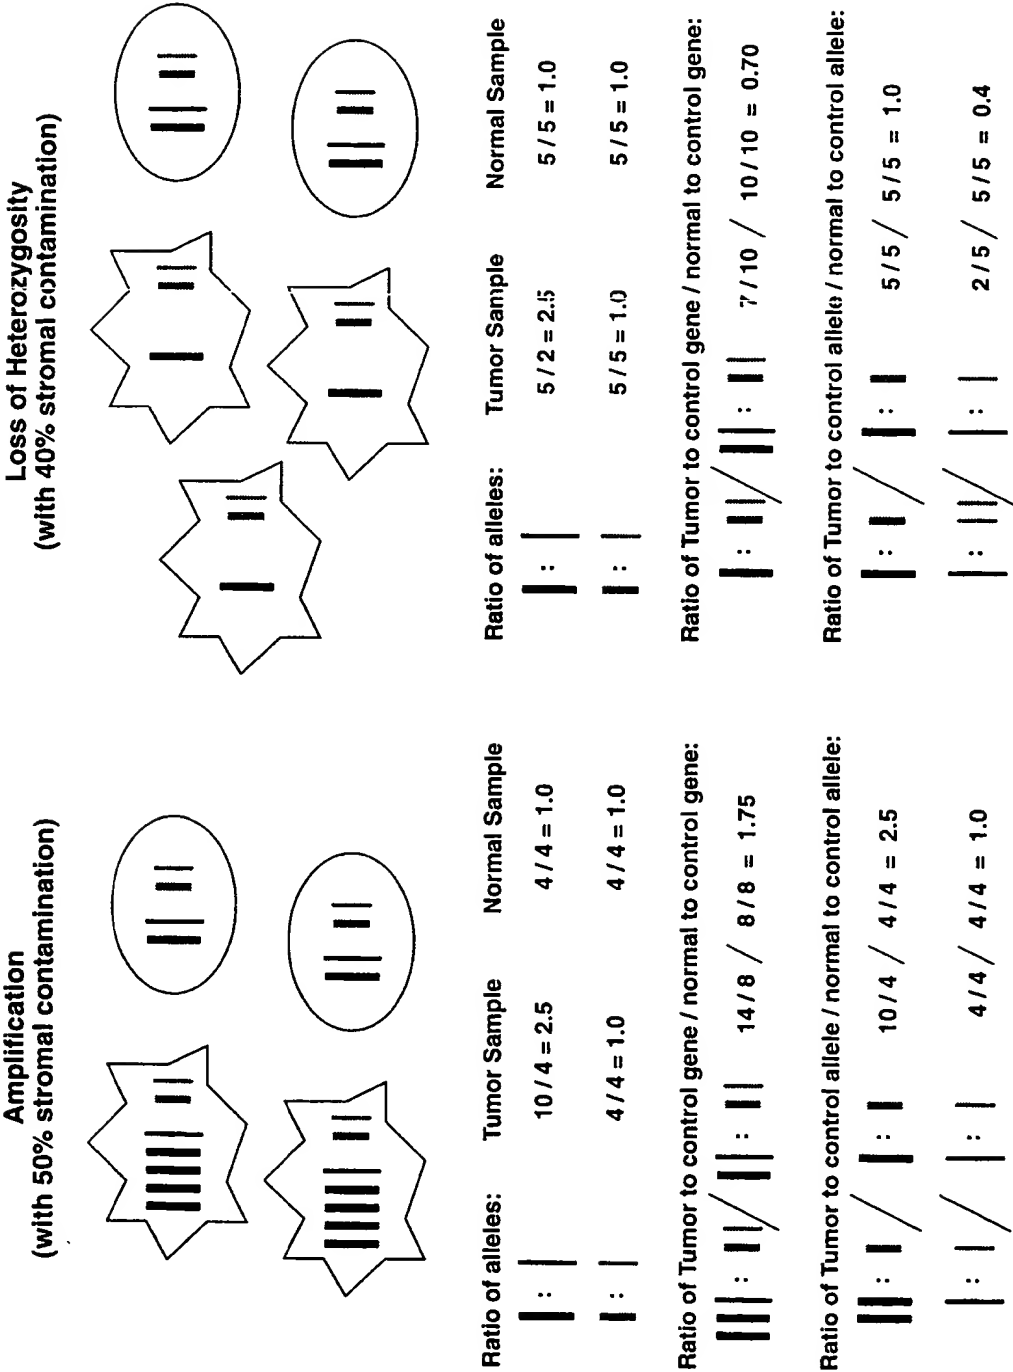 Amplification
(with 50% stromal contamination)
Ratio of alleles:
Tumor Sample
Normal Sample
:
10 / 4 = 2.5
4 / 4 = 1.0
:
4 / 4 = 1.0
4 / 4 = 1.0
Ratio of Tumor to control gene / normal to control gene:
: / :
14 / 8 / 8 / 8 = 1.75
Ratio of Tumor to control allele / normal to control allele:
: / :
10 / 4 / 4 / 4 = 2.5
: / :
4 / 4 / 4 / 4 = 1.0
Loss of Heterozygosity
(with 40% stromal contamination)
Ratio of alleles:
Tumor Sample
Normal Sample
:
5 / 2 = 2.5
5 / 5 = 1.0
:
5 / 5 = 1.0
5 / 5 = 1.0
Ratio of Tumor to control gene / normal to control gene:
: / :
7 / 10 / 10 / 10 = 0.70
Ratio of Tumor to control allele / normal to control allele:
: / :
5 / 5 / 5 / 5 = 1.0
: / :
2 / 5 / 5 / 5 = 0.4